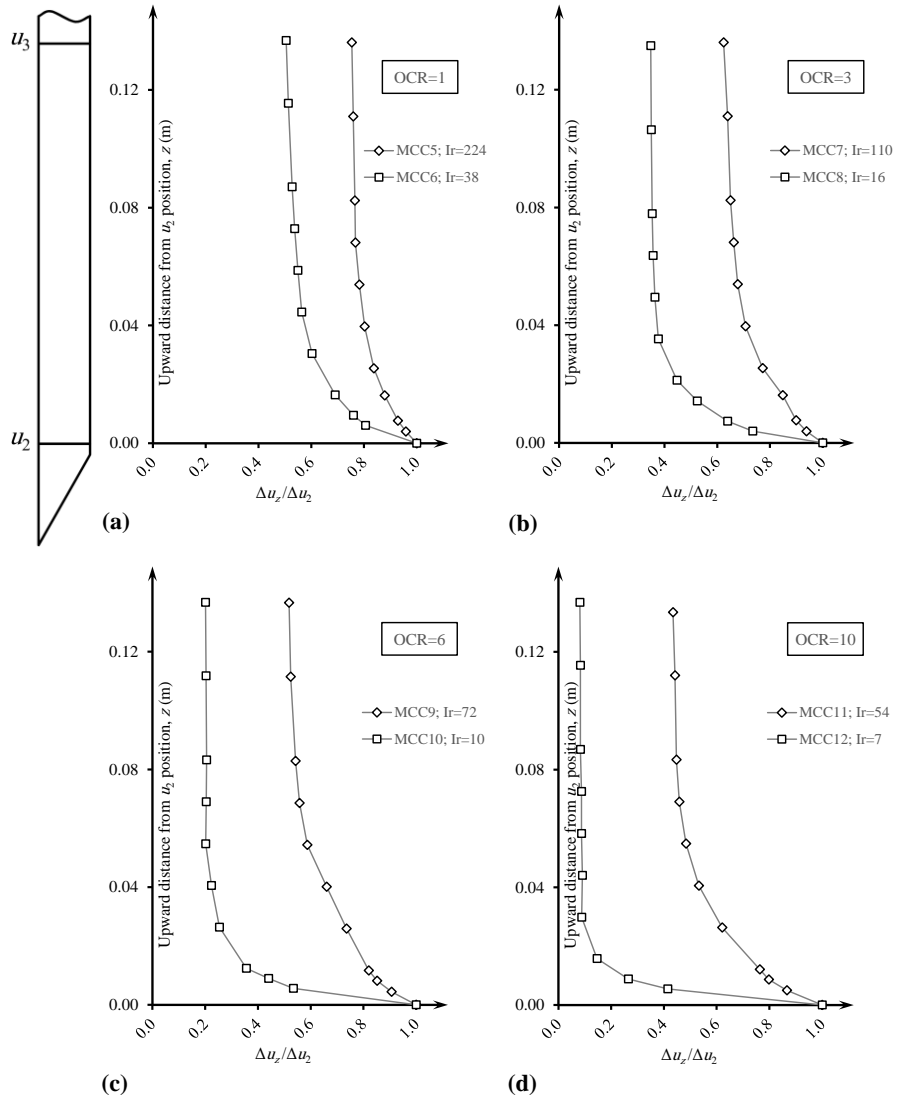 u3
u2
OCR=1
MCC5; Ir=224
MCC6; Ir=38
Upward distance from u2 position, z (m)
0.12
0.08
0.04
0.00
0.0
0.2
0.4
0.6
0.8
1.0
Δuz/Δu2
(a)
OCR=3
MCC7; Ir=110
MCC8; Ir=16
Upward distance from u2 position, z (m)
0.12
0.08
0.04
0.00
0.0
0.2
0.4
0.6
0.8
1.0
Δuz/Δu2
(b)
OCR=6
MCC9; Ir=72
MCC10; Ir=10
Upward distance from u2 position, z (m)
0.12
0.08
0.04
0.00
0.0
0.2
0.4
0.6
0.8
1.0
Δuz/Δu2
(c)
OCR=10
MCC11; Ir=54
MCC12; Ir=7
Upward distance from u2 position, z (m)
0.12
0.08
0.04
0.00
0.0
0.2
0.4
0.6
0.8
1.0
Δuz/Δu2
(d)